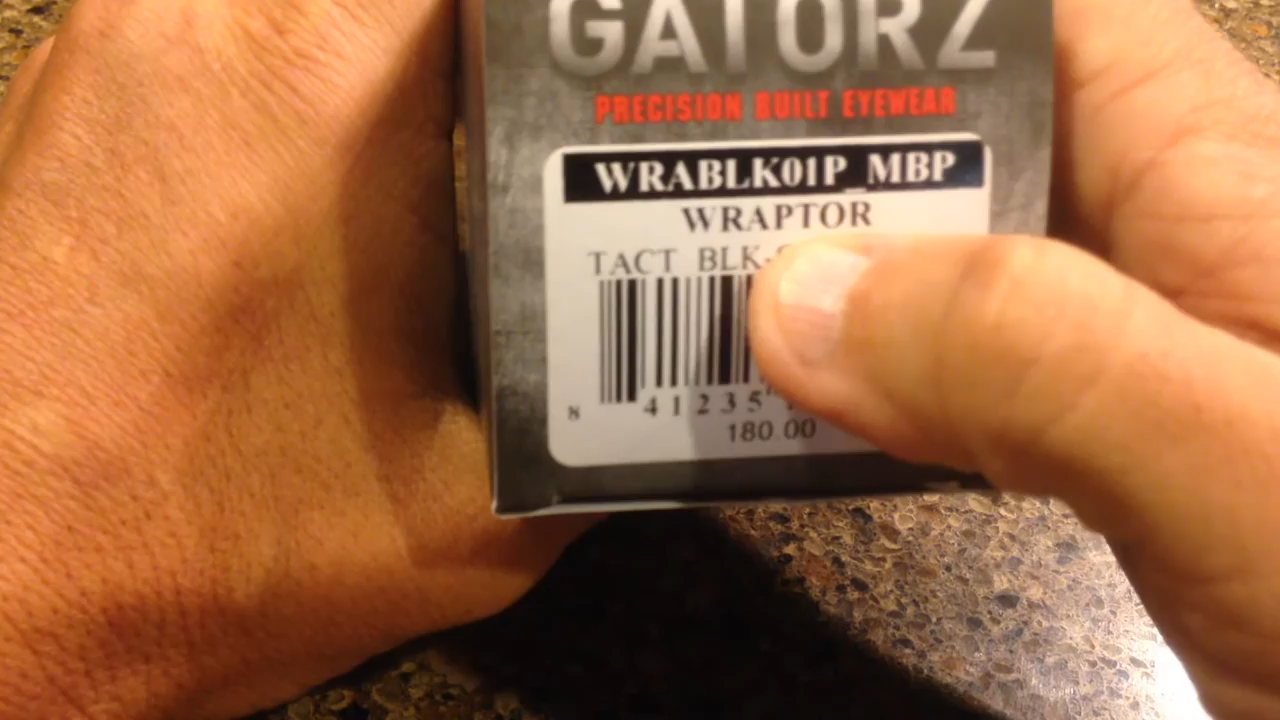 GATORZ
PRECISION BUILT EYEWEAR
WRABLK01P_MBP
WRAPTOR
TACT BLK-
8 41235
180.00